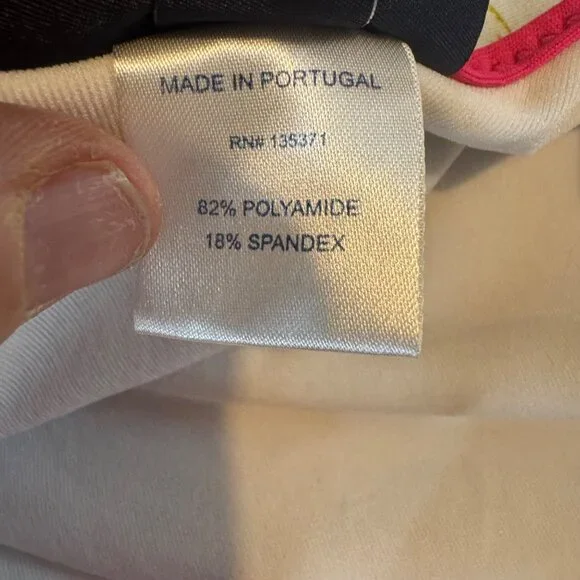 MADE IN PORTUGAL
RN# 135371
82% POLYAMIDE
18% SPANDEX